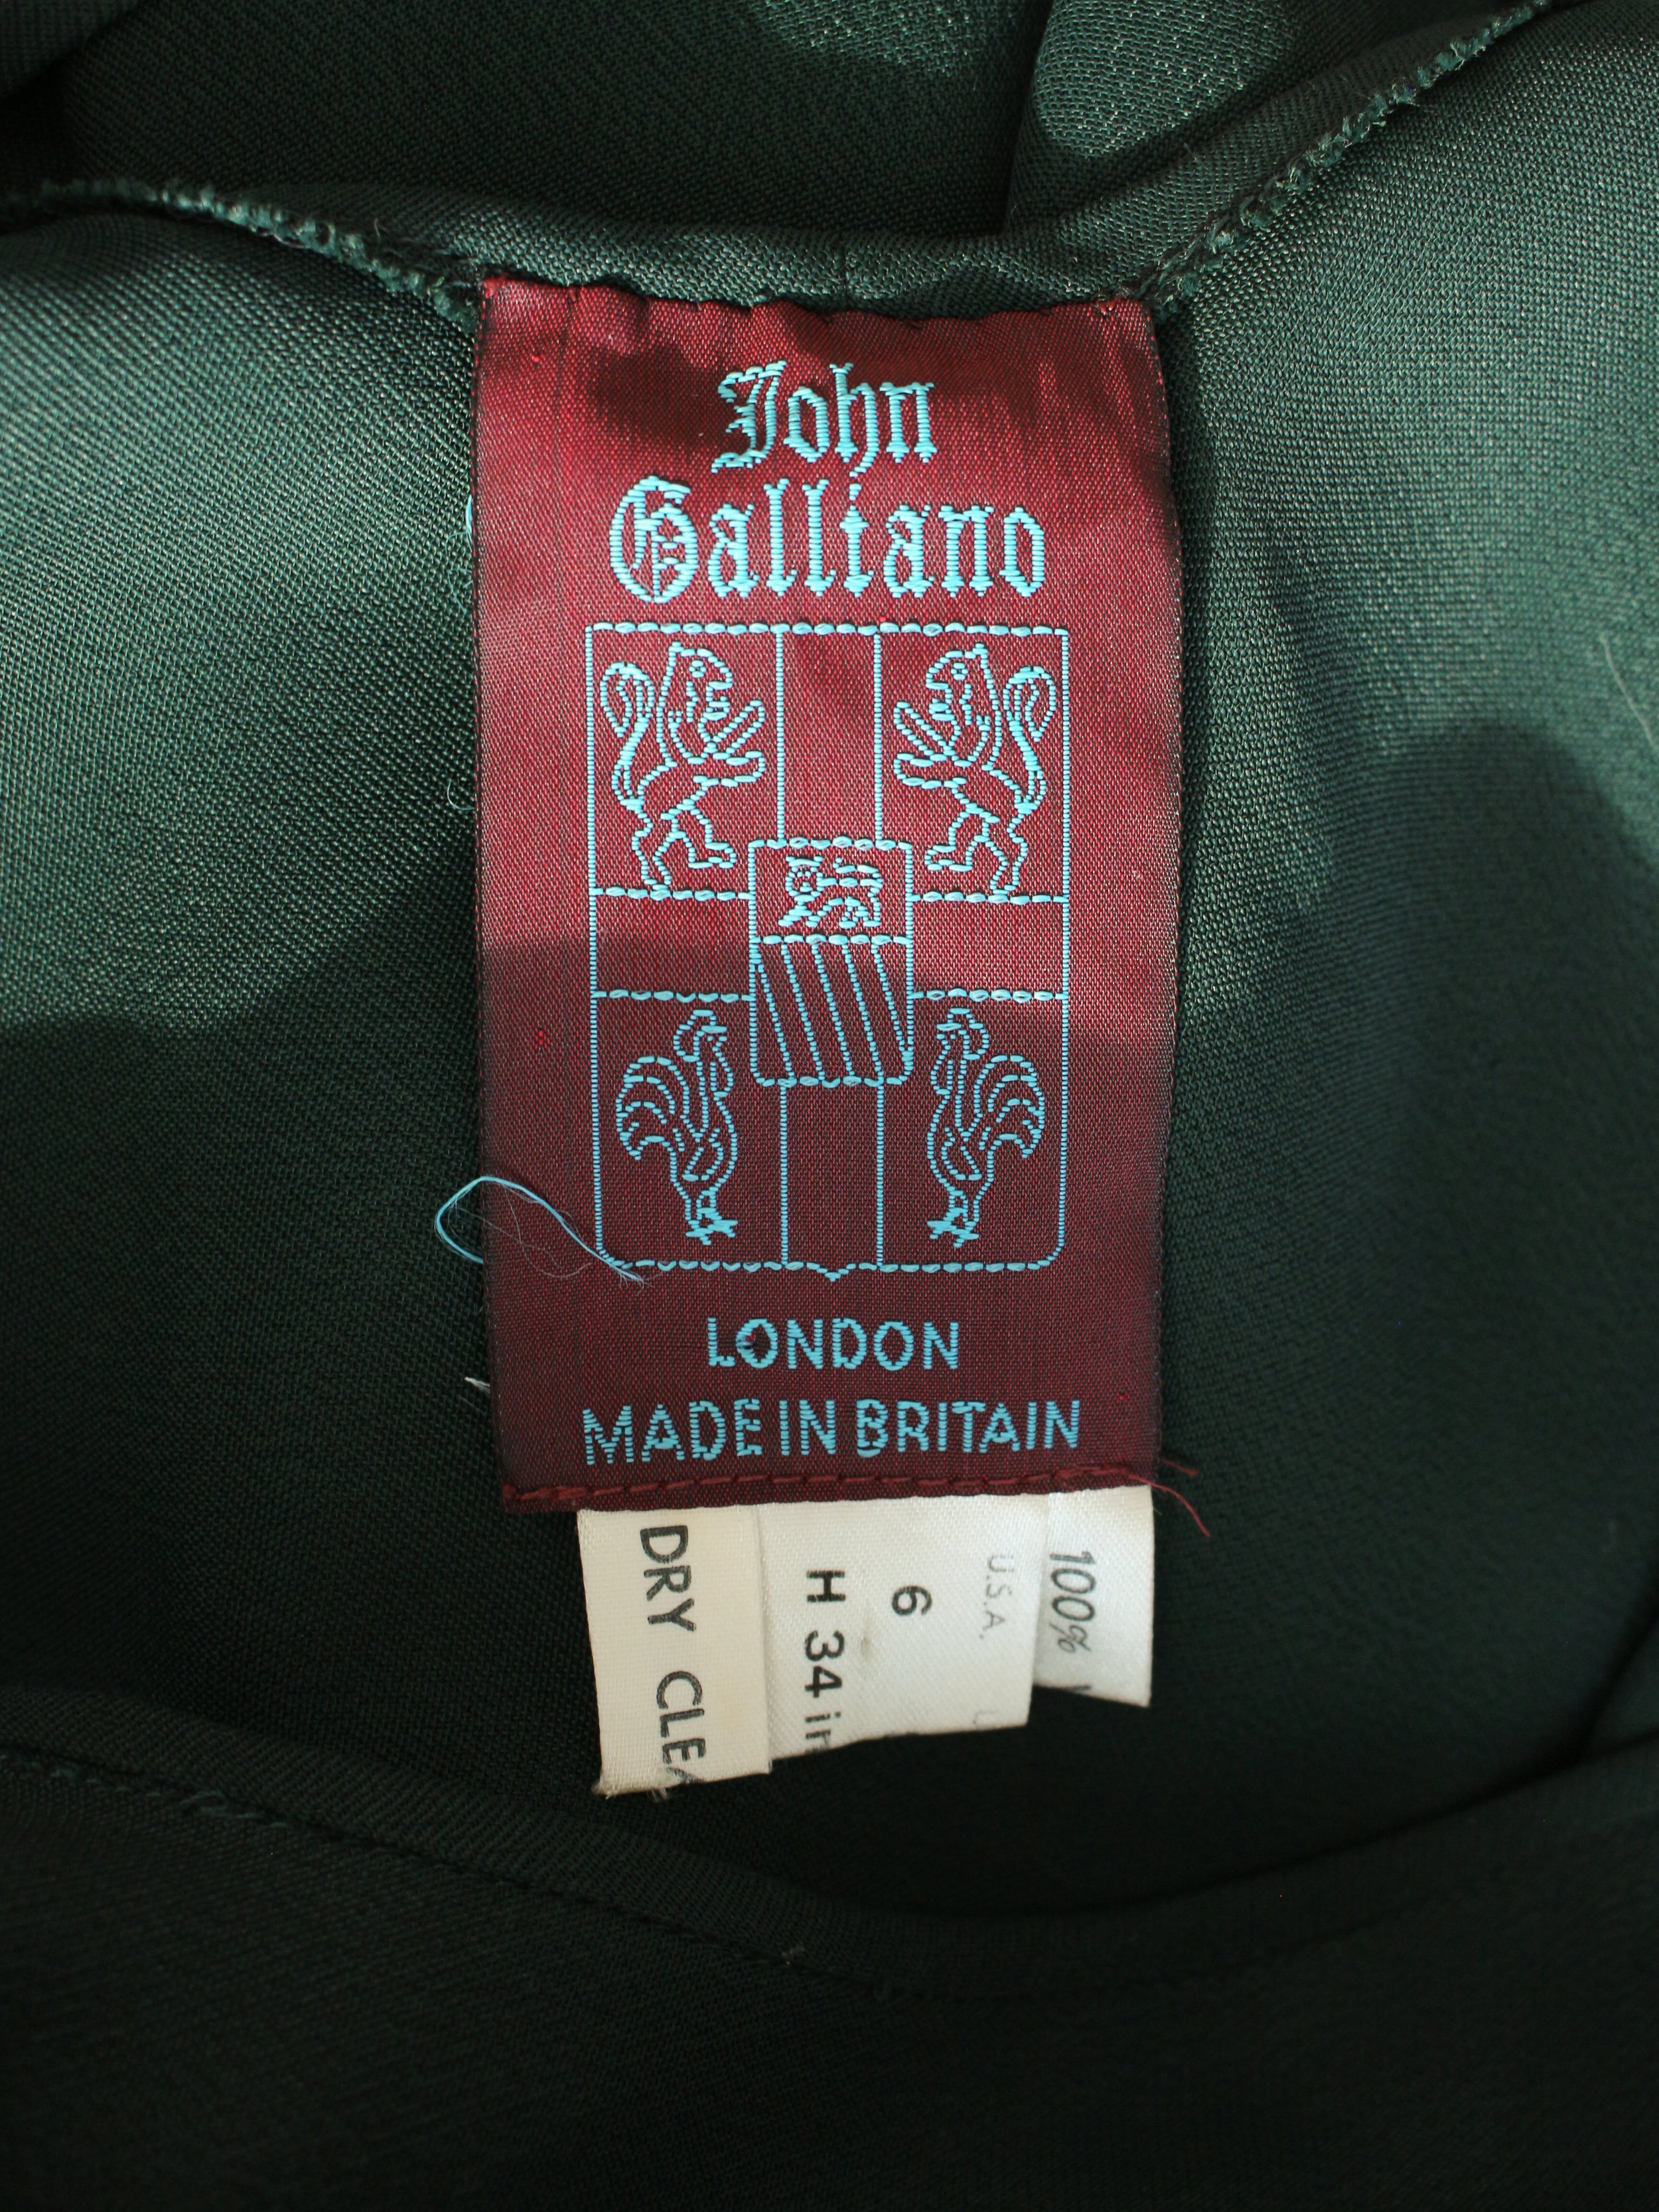 John
Galliano
LONDON
MADE IN BRITAIN
100%
U.S.A.
6
H 34 in
DRY CLEA